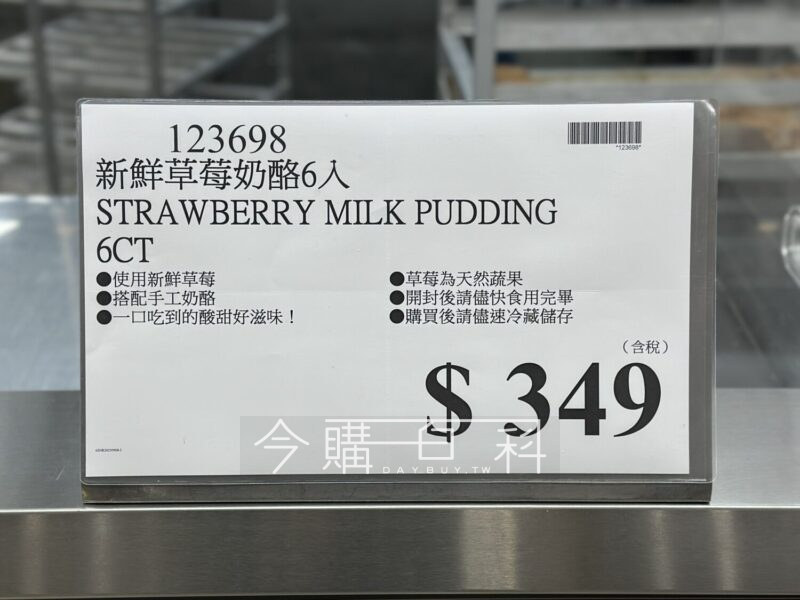 123698
*123698*
新鮮草莓奶酪6入
STRAWBERRY MILK PUDDING
6CT
●使用新鮮草莓
●搭配手工奶酪
●一口吃到的酸甜好滋味！
●草莓為天然蔬果
●開封後請儘快食用完畢
●購買後請儘速冷藏儲存
（含稅）
$ 349
今購百科
DAYBUY.TW